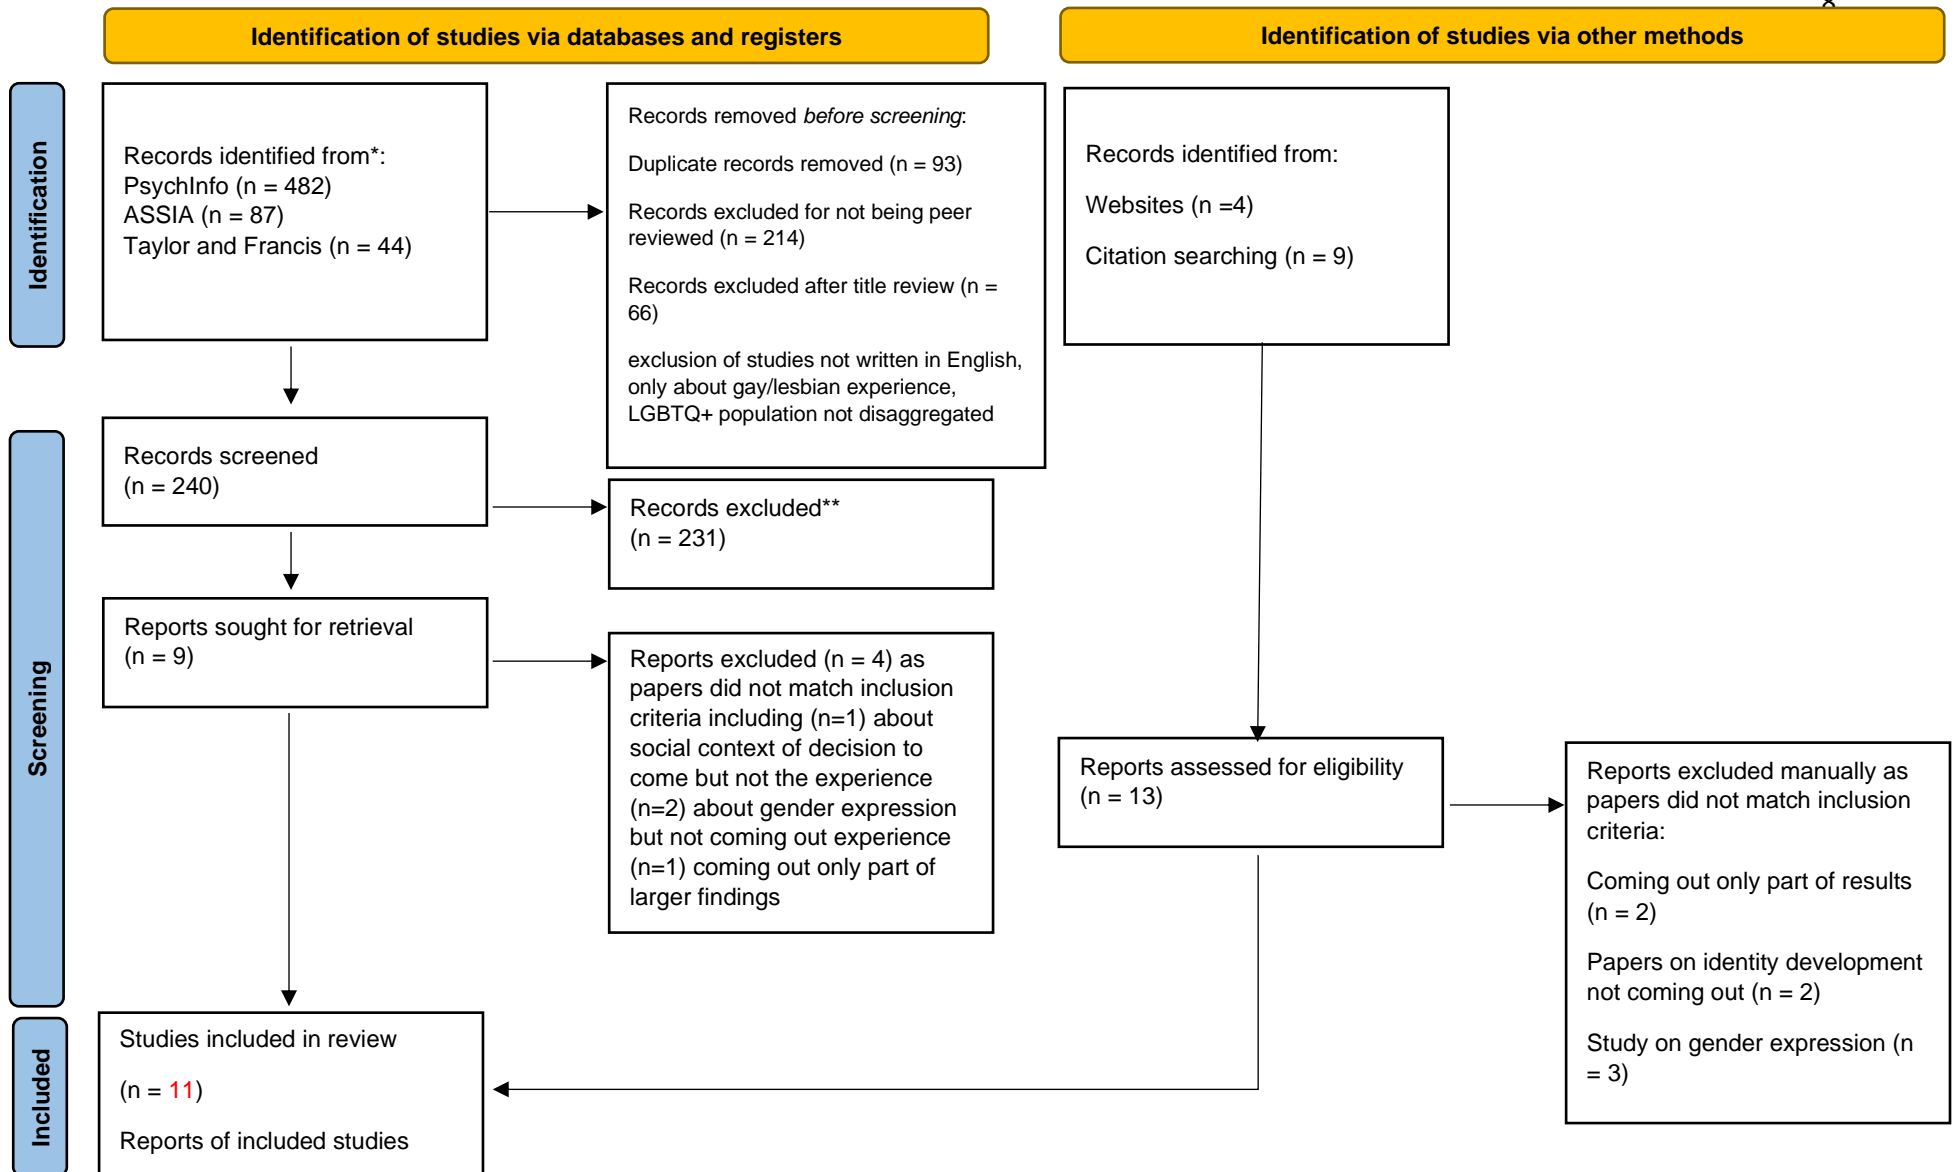 Identification of studies via databases and registers
Identification of studies via other methods
Identification
Records identified from*:
PsychInfo (n = 482)
ASSIA (n = 87)
Taylor and Francis (n = 44)
Records removed before screening:
Duplicate records removed (n = 93)
Records excluded for not being peer
reviewed (n = 214)
Records excluded after title review (n =
66)
exclusion of studies not written in English,
only about gay/lesbian experience,
LGBTQ+ population not disaggregated
Records identified from:
Websites (n =4)
Citation searching (n = 9)
Screening
Records screened
(n = 240)
Records excluded**
(n = 231)
Reports sought for retrieval
(n = 9)
Reports excluded (n = 4) as
papers did not match inclusion
criteria including (n=1) about
social context of decision to
come but not the experience
(n=2) about gender expression
but not coming out experience
(n=1) coming out only part of
larger findings
Reports assessed for eligibility
(n = 13)
Reports excluded manually as
papers did not match inclusion
criteria:
Coming out only part of results
(n = 2)
Papers on identity development
not coming out (n = 2)
Study on gender expression (n
= 3)
Included
Studies included in review
(n = 11)
Reports of included studies